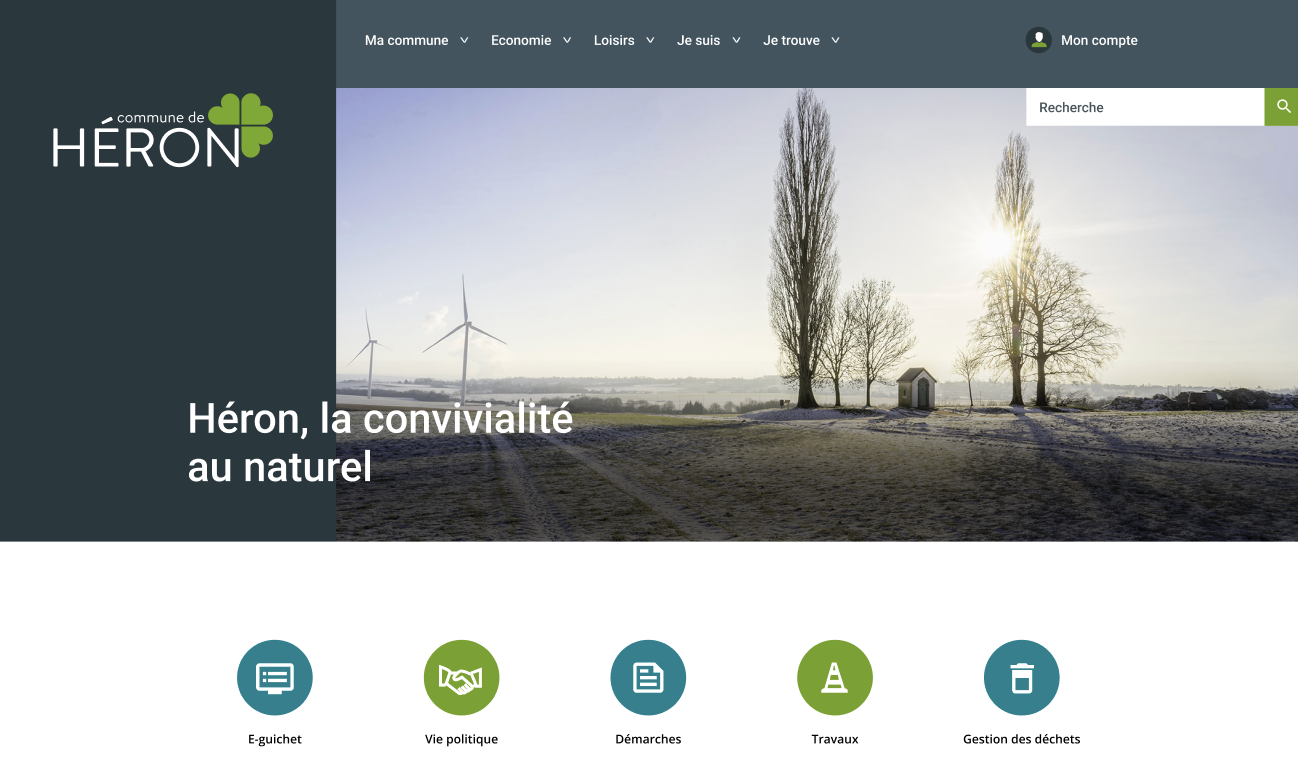 Ma commune
Economie
Loisirs
Je suis
Je trouve
Mon compte
Recherche
commune de
HÉRON
Héron, la convivialité
au naturel
E-guichet
Vie politique
Démarches
Travaux
Gestion des déchets